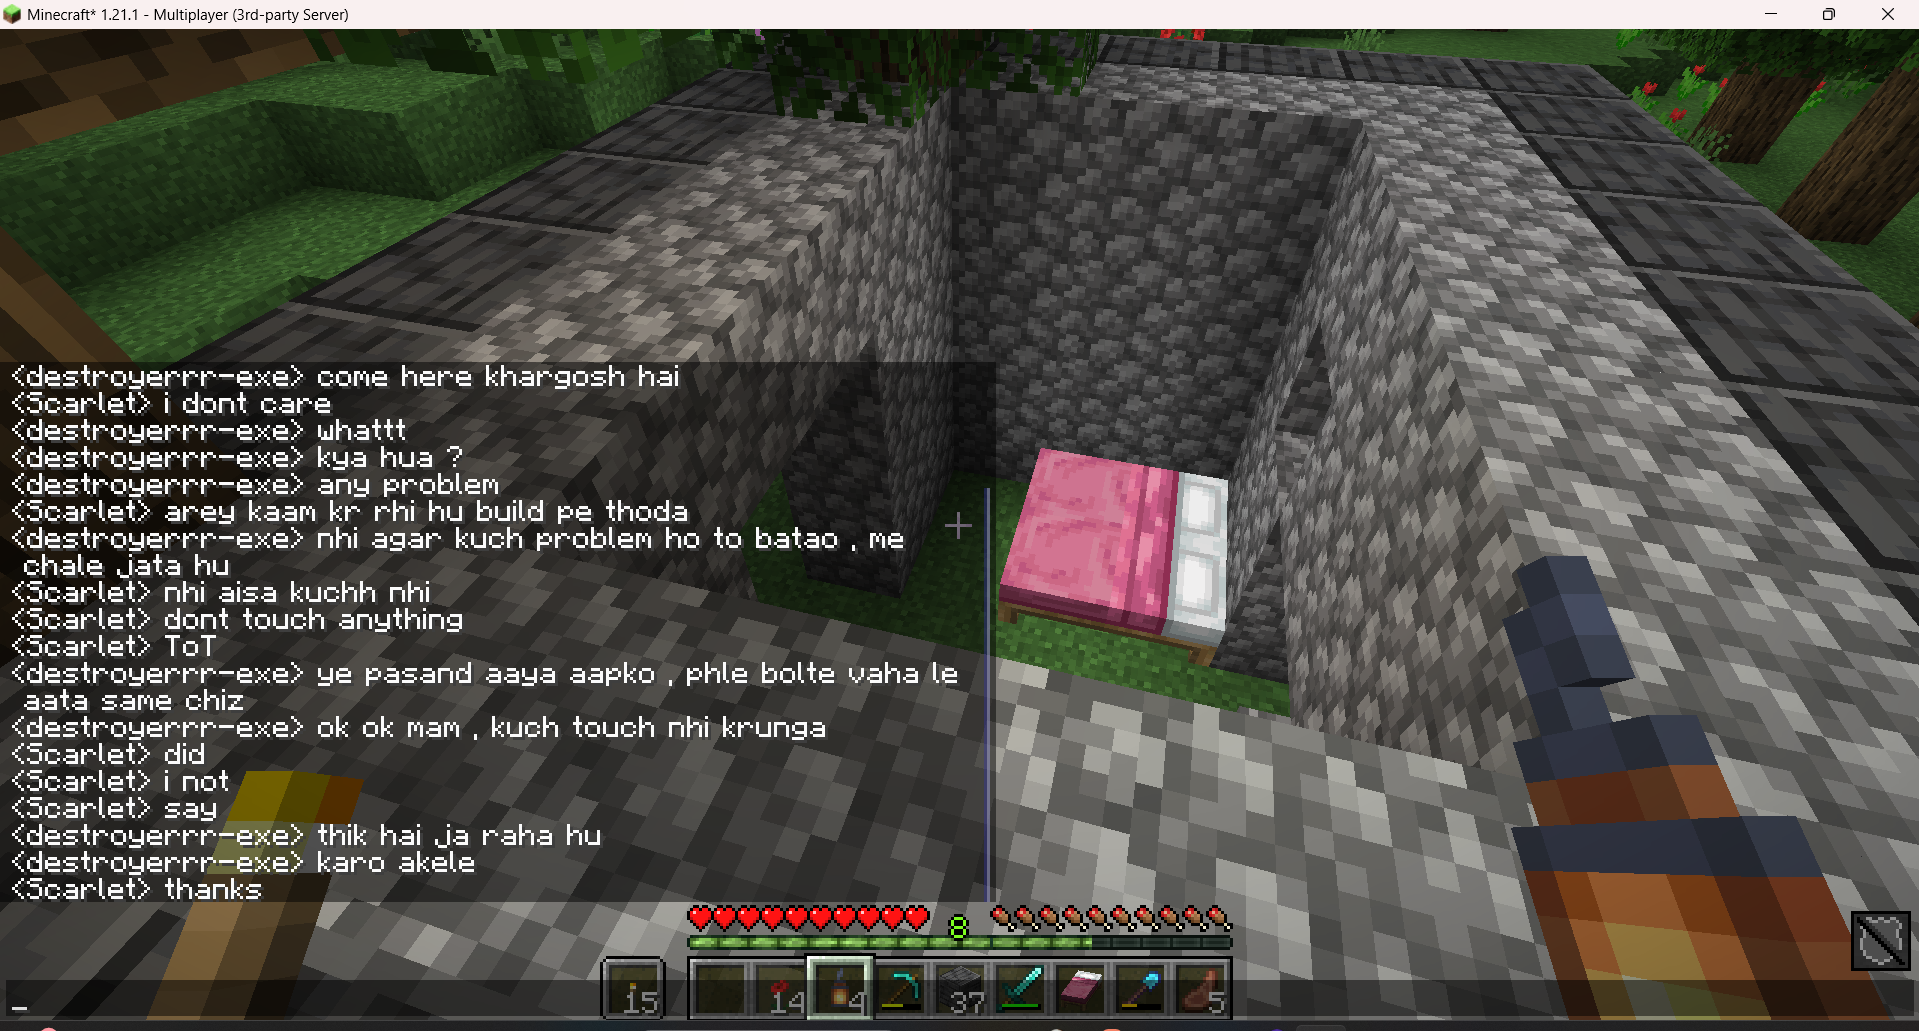 Minecraft* 1.21.1 - Multiplayer (3rd-party Server)
<destroyerrr-exe> come here khargosh hai
<Scarlet> i dont care
<destroyerrr-exe> whattt
<destroyerrr-exe> kya hua ?
<destroyerrr-exe> any problem
<Scarlet> arey kaam kr rhi hu build pe thoda
<destroyerrr-exe> nhi agar kuch problem ho to batao , me
chale jata hu
<Scarlet> nhi aisa kuchh nhi
<Scarlet> dont touch anything
<Scarlet> ToT
<destroyerrr-exe> ye pasand aaya aapko , phle bolte vaha le
aata same chiz
<destroyerrr-exe> ok ok mam , kuch touch nhi krunga
<Scarlet> did
<Scarlet> i not
<Scarlet> say
<destroyerrr-exe> thik hai ja raha hu
<destroyerrr-exe> karo akele
<Scarlet> thanks
8
15 14 4 37 5
_